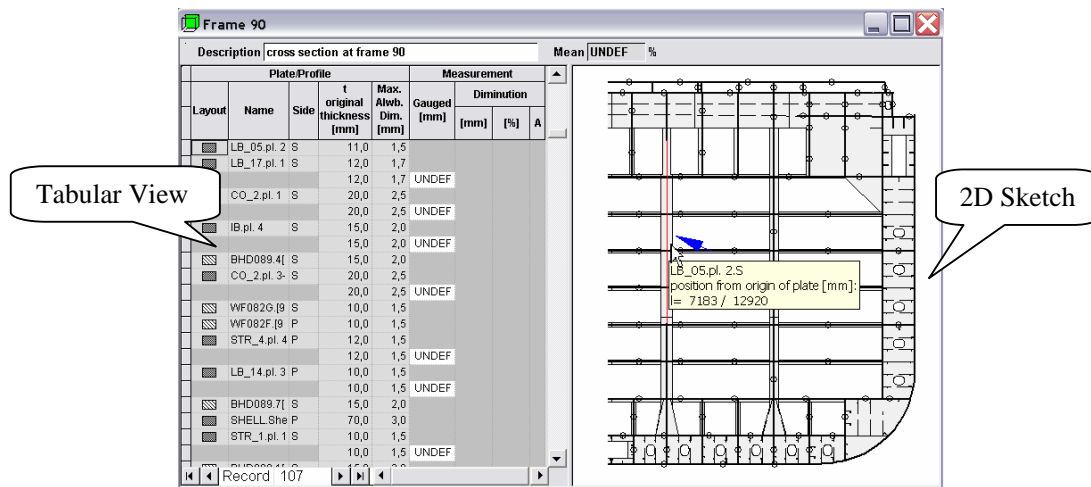 Frame 90
Description cross section at frame 90 Mean UNDEF %
Plate/Profile Measurement
Layout Name Side t original thickness [mm] Max. Alwb. Dim. [mm] Gauged [mm] Diminution [mm] [%] A
LB_05.pl. 2 S 11,0 1,5
LB_17.pl. 1 S 12,0 1,7
12,0 1,7 UNDEF
CO_2.pl. 1 S 20,0 2,5
20,0 2,5 UNDEF
IB.pl. 4 S 15,0 2,0
15,0 2,0 UNDEF
BHD089.4[ S 15,0 2,0
CO_2.pl. 3- S 20,0 2,5
20,0 2,5 UNDEF
WF082G.[9 S 10,0 1,5
WF082F.[9 P 10,0 1,5
STR_4.pl. 4 P 12,0 1,5
12,0 1,5 UNDEF
LB_14.pl. 3 P 10,0 1,5
10,0 1,5 UNDEF
BHD089.7[ S 15,0 2,0
SHELL.She P 70,0 3,0
STR_1.pl. 1 S 10,0 1,5
10,0 1,5 UNDEF
Record 107
Tabular View
2D Sketch
LB_05.pl. 2.S
position from origin of plate [mm]:
l= 7183 / 12920